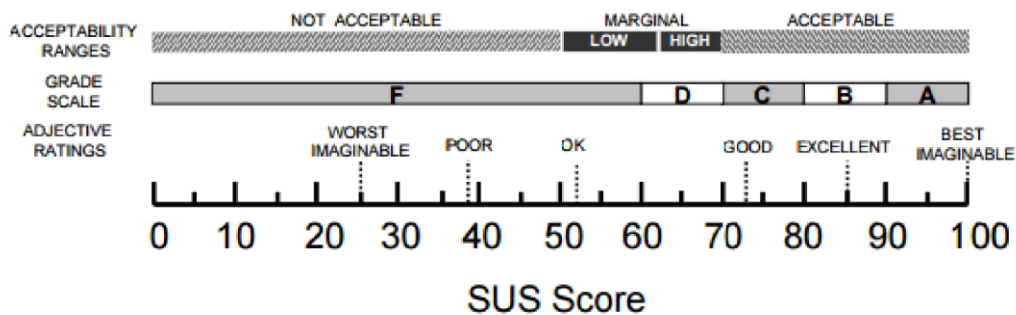 NOT ACCEPTABLE MARGINAL ACCEPTABLE
ACCEPTABILITY
RANGES
LOW HIGH
GRADE
SCALE
F D C B A
ADJECTIVE
RATINGS
WORST
IMAGINABLE
POOR OK GOOD EXCELLENT
BEST
IMAGINABLE
0 10 20 30 40 50 60 70 80 90 100
SUS Score